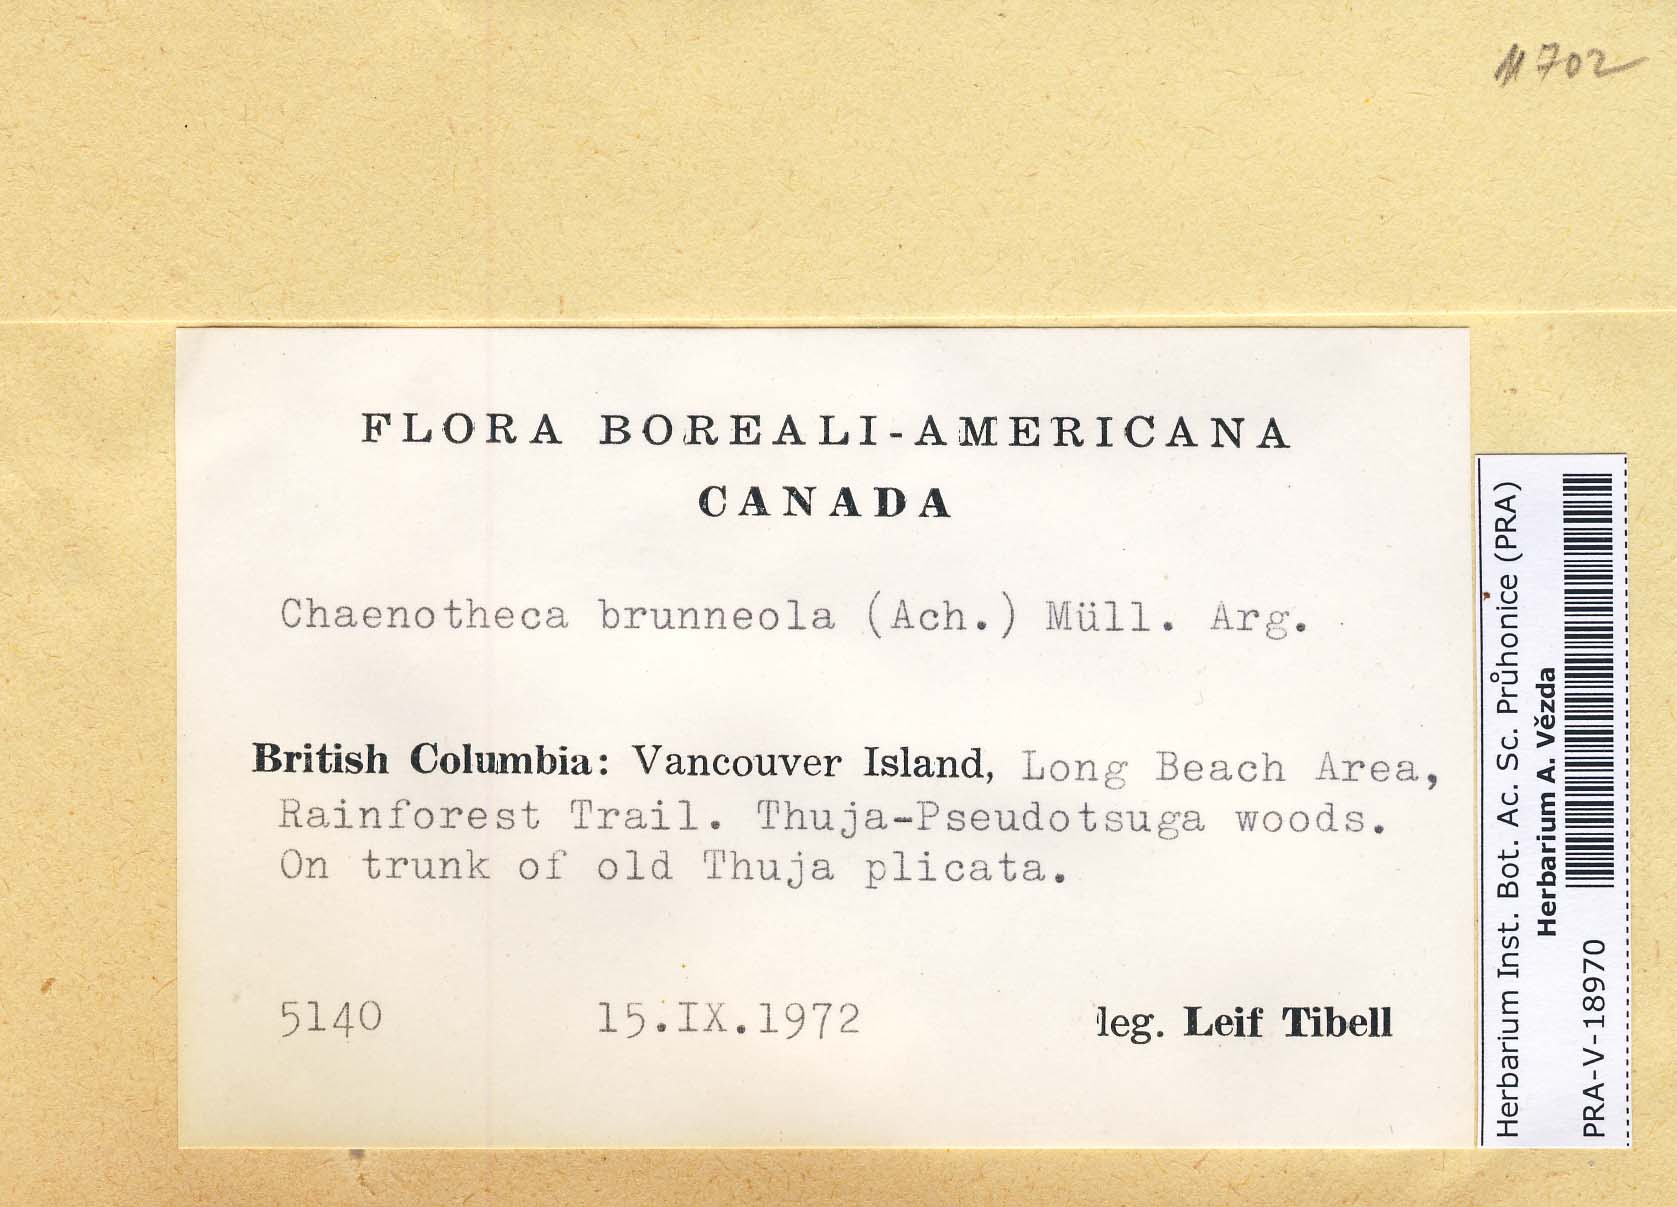 11702
FLORA BOREALI-AMERICANA
CANADA
Chaenotheca brunneola (Ach.) Müll. Arg.
British Columbia: Vancouver Island, Long Beach Area,
Rainforest Trail. Thuja-Pseudotsuga woods.
On trunk of old Thuja plicata.
5140 15.IX.1972 leg. Leif Tibell
Herbarium Inst. Bot. Ac. Sc. Průhonice (PRA)
Herbarium A. Vězda
PRA-V-18970